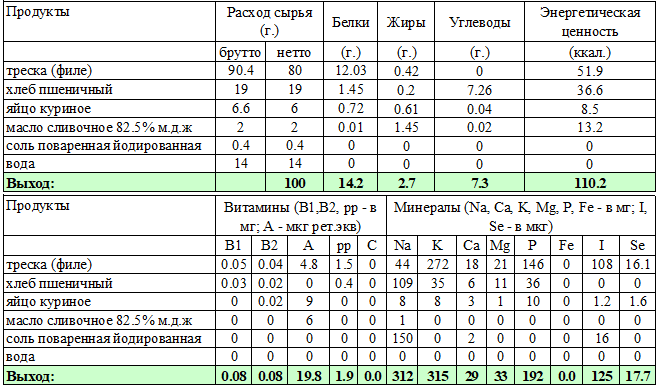 Продукты Расход сырья (г.) Белки Жиры Углеводы Энергетическая ценность
брутто нетто (г.) (г.) (г.) (ккал.)
треска (филе) 90.4 80 12.03 0.42 0 51.9
хлеб пшеничный 19 19 1.45 0.2 7.26 36.6
яйцо куриное 6.6 6 0.72 0.61 0.04 8.5
масло сливочное 82.5% м.д.ж 2 2 0.01 1.45 0.02 13.2
соль поваренная йодированная 0.4 0.4 0 0 0 0
вода 14 14 0 0 0 0
Выход: 100 14.2 2.7 7.3 110.2
Продукты Витамины (B1,B2, pp - в мг; A - мкг рет.экв) Минералы (Na, Ca, K, Mg, P, Fe - в мг; I, Se - в мкг)
B1 B2 A pp C Na K Ca Mg P Fe I Se
треска (филе) 0.05 0.04 4.8 1.5 0 44 272 18 21 146 0 108 16.1
хлеб пшеничный 0.03 0.02 0 0.4 0 109 35 6 11 36 0 0 0
яйцо куриное 0 0.02 9 0 0 8 8 3 1 10 0 1.2 1.6
масло сливочное 82.5% м.д.ж 0 0 6 0 0 1 0 0 0 0 0 0 0
соль поваренная йодированная 0 0 0 0 0 150 0 2 0 0 0 16 0
вода 0 0 0 0 0 0 0 0 0 0 0 0 0
Выход: 0.08 0.08 19.8 1.9 0.0 312 315 29 33 192 0.0 125 17.7